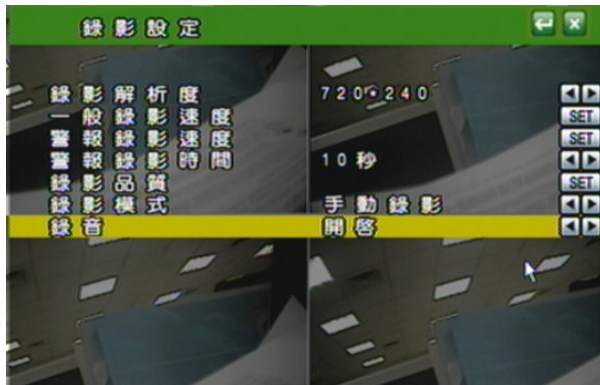 錄影設定
錄影解析度 720*240
一般錄影速度 SET
警報錄影速度 SET
警報錄影時間 10秒
錄影品質 SET
錄影模式 手動錄影
錄音 開啓